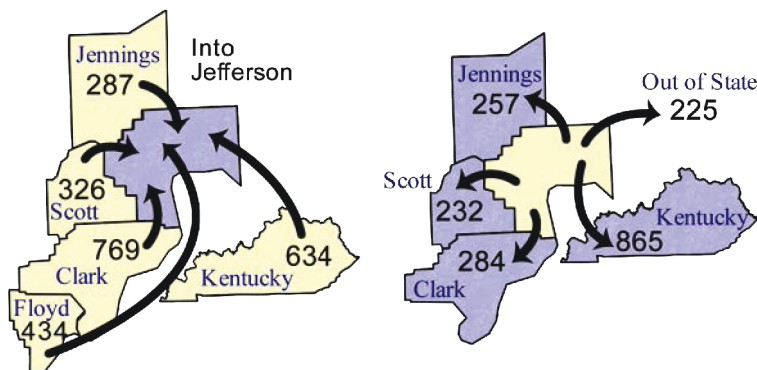 Jennings
287
Into
Jefferson
326
Scott
769
Clark
634
Kentucky
Floyd
434
Jennings
257
Out of State
225
Scott
232
Kentucky
865
284
Clark